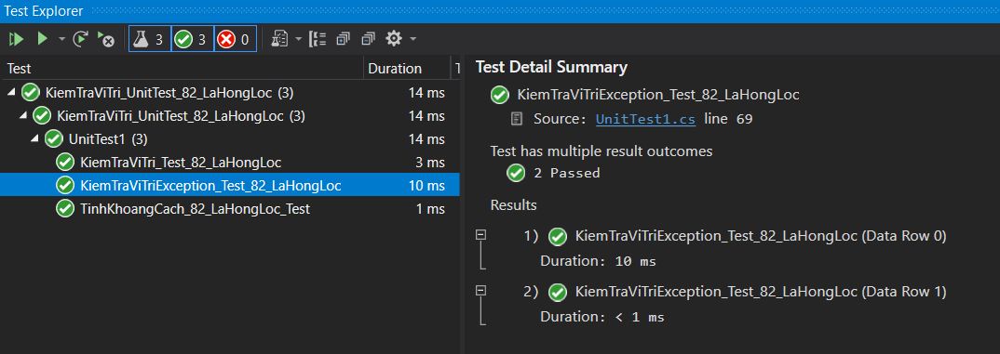 Test Explorer
3 3 0
Test Duration T
KiemTraViTri_UnitTest_82_LaHongLoc (3) 14 ms
KiemTraViTri_UnitTest_82_LaHongLoc (3) 14 ms
UnitTest1 (3) 14 ms
KiemTraViTri_Test_82_LaHongLoc 3 ms
KiemTraViTriException_Test_82_LaHongLoc 10 ms
TinhKhoangCach_82_LaHongLoc_Test 1 ms
Test Detail Summary
KiemTraViTriException_Test_82_LaHongLoc
Source: UnitTest1.cs line 69
Test has multiple result outcomes
2 Passed
Results
1) KiemTraViTriException_Test_82_LaHongLoc (Data Row 0)
Duration: 10 ms
2) KiemTraViTriException_Test_82_LaHongLoc (Data Row 1)
Duration: < 1 ms